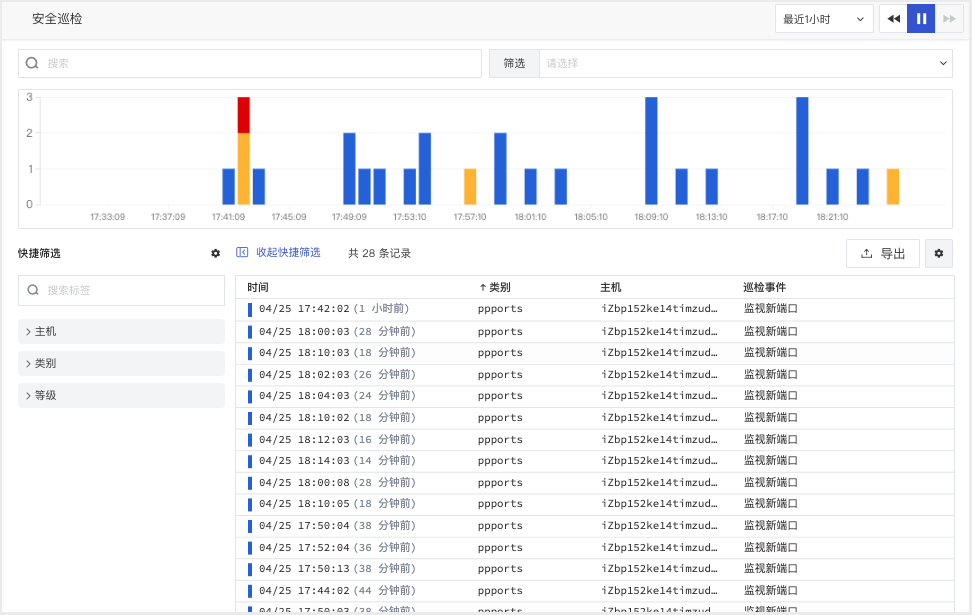 安全巡检
最近1小时
搜索
筛选 请选择
3
2
1
0
17:33:09 17:37:09 17:41:09 17:45:09 17:49:09 17:53:10 17:57:10 18:01:10 18:05:10 18:09:10 18:13:10 18:17:10 18:21:10
快捷筛选 收起快捷筛选 共 28 条记录 导出
搜索标签
主机
类别
等级
时间 类别 主机 巡检事件
04/25 17:42:02 (1 小时前) ppports iZbp152ke14timzud… 监视新端口
04/25 18:00:03 (28 分钟前) ppports iZbp152ke14timzud… 监视新端口
04/25 18:10:03 (18 分钟前) ppports iZbp152ke14timzud… 监视新端口
04/25 18:02:03 (26 分钟前) ppports iZbp152ke14timzud… 监视新端口
04/25 18:04:03 (24 分钟前) ppports iZbp152ke14timzud… 监视新端口
04/25 18:10:02 (18 分钟前) ppports iZbp152ke14timzud… 监视新端口
04/25 18:12:03 (16 分钟前) ppports iZbp152ke14timzud… 监视新端口
04/25 18:14:03 (14 分钟前) ppports iZbp152ke14timzud… 监视新端口
04/25 18:00:08 (28 分钟前) ppports iZbp152ke14timzud… 监视新端口
04/25 18:10:05 (18 分钟前) ppports iZbp152ke14timzud… 监视新端口
04/25 17:50:04 (38 分钟前) ppports iZbp152ke14timzud… 监视新端口
04/25 17:52:04 (36 分钟前) ppports iZbp152ke14timzud… 监视新端口
04/25 17:50:13 (38 分钟前) ppports iZbp152ke14timzud… 监视新端口
04/25 17:44:02 (44 分钟前) ppports iZbp152ke14timzud… 监视新端口
04/25 17:50:03 (38 分钟前) ppports iZbp152ke14timzud… 监视新端口